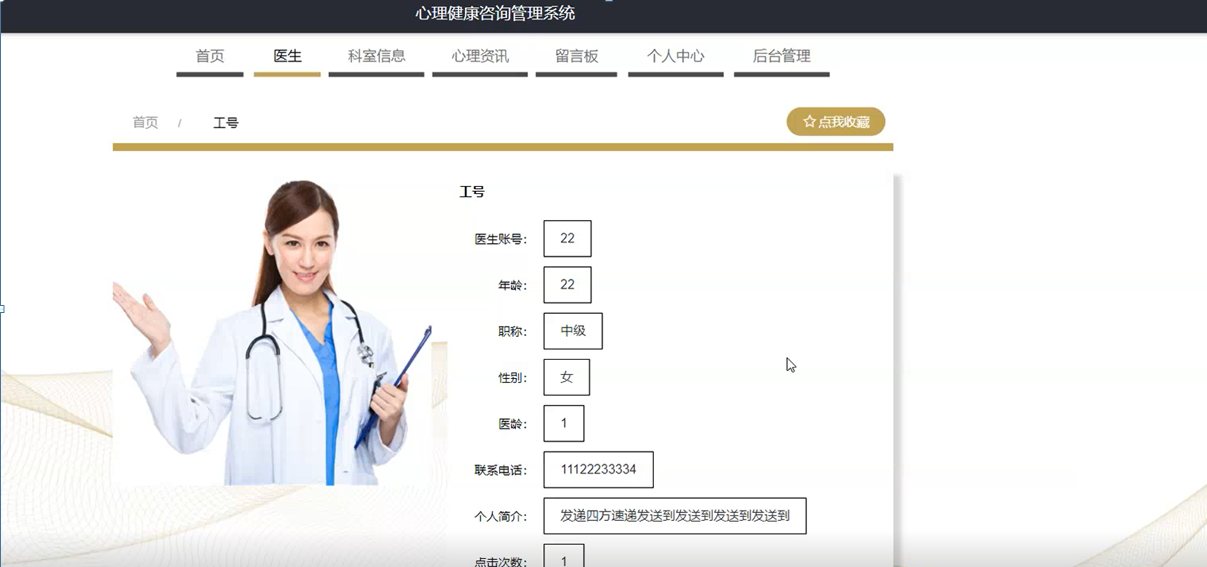 心理健康咨询管理系统
首页 医生 科室信息 心理资讯 留言板 个人中心 后台管理
首页 / 工号 点我收藏
工号
医生账号： 22
年龄： 22
职称： 中级
性别： 女
医龄： 1
联系电话： 11122233334
个人简介： 发递四方速递发送到发送到发送到发送到
点击次数： 1